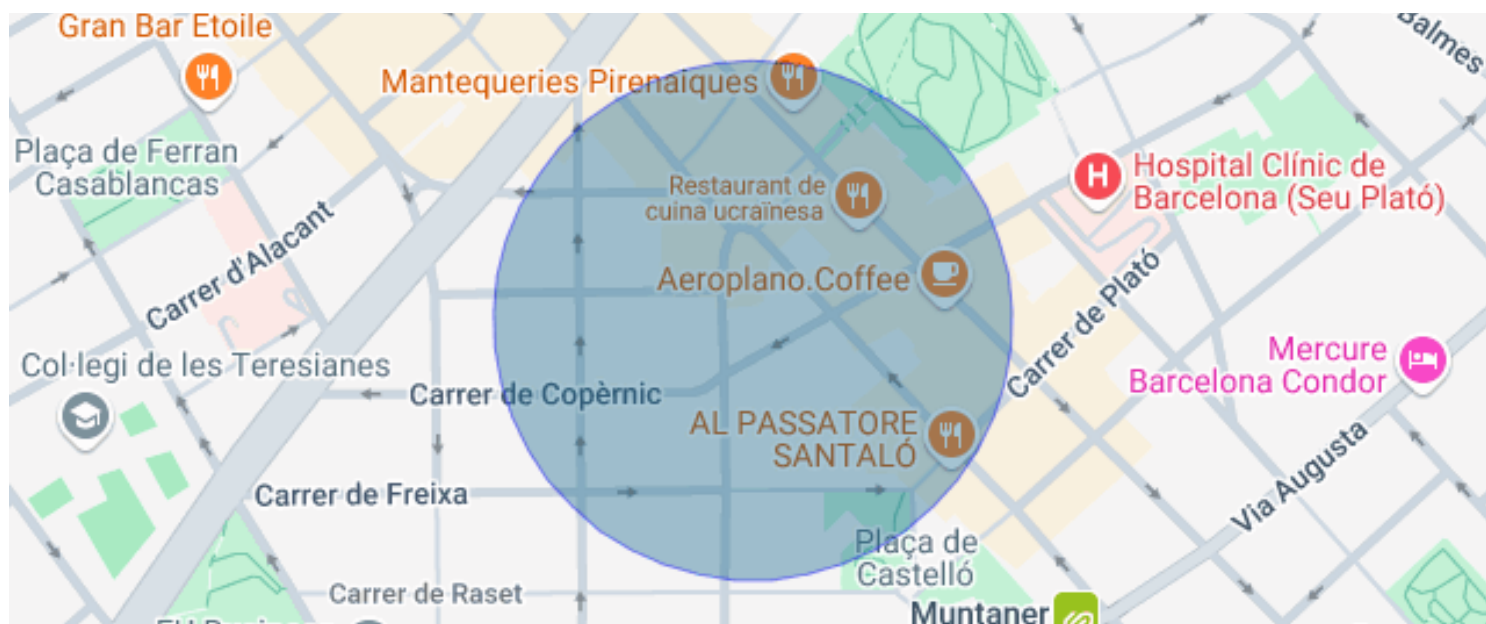 Gran Bar Etoile
Balmes
Mantequeries Pirenaiques
Plaça de Ferran
Casablancas
Hospital Clínic de
Barcelona (Seu Plató)
Restaurant de
cuina ucraïnesa
Carrer d'Alacant
Aeroplano.Coffee
Carrer de Plató
Col·legi de les Teresianes
Mercure
Barcelona Condor
Carrer de Copèrnic
AL PASSATORE
SANTALÓ
Via Augusta
Carrer de Freixa
Plaça de
Castelló
Carrer de Raset
Muntaner